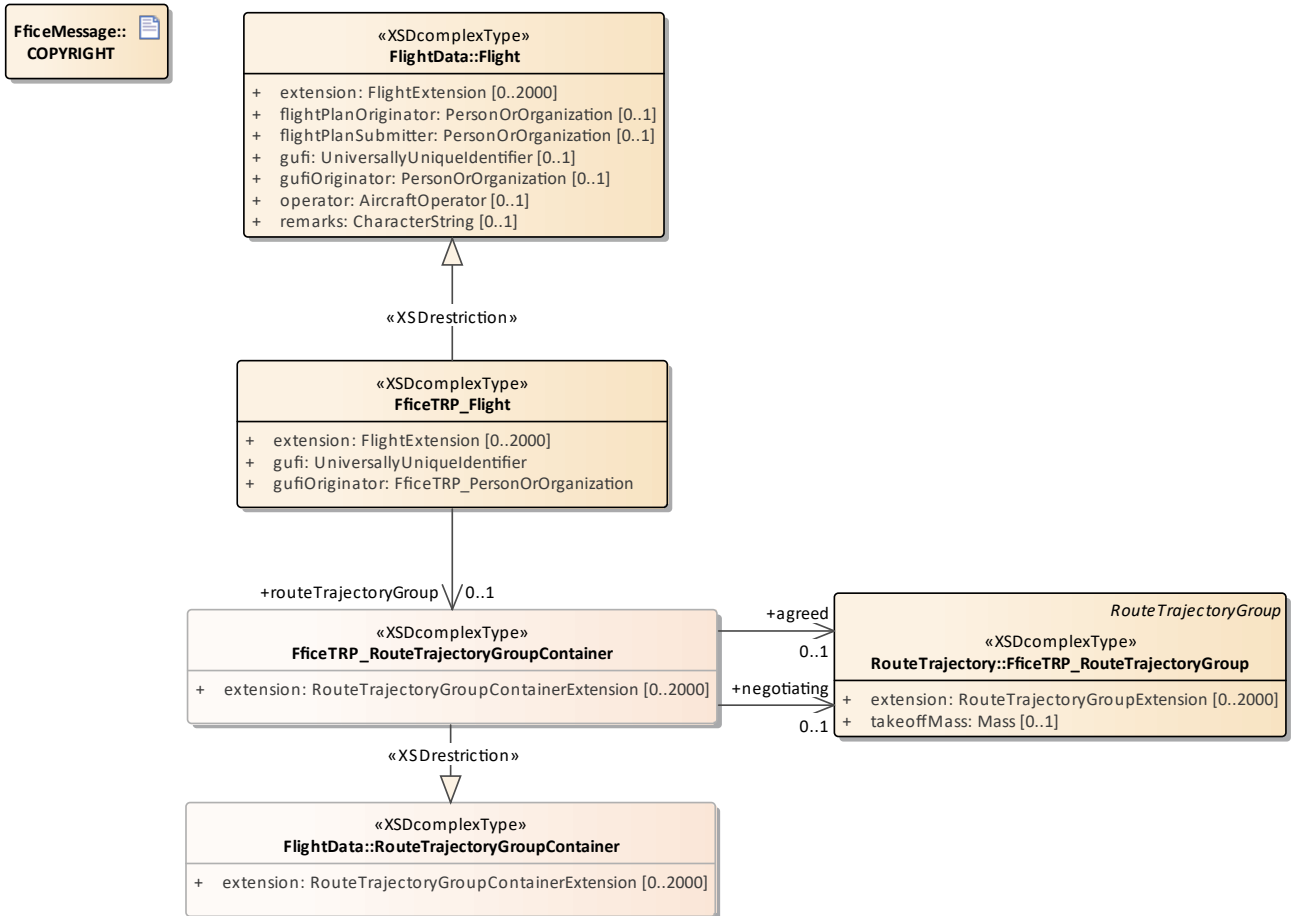 FficeMessage::
COPYRIGHT
«XSDcomplexType»
FlightData::Flight
+ extension: FlightExtension [0..2000]
+ flightPlanOriginator: PersonOrOrganization [0..1]
+ flightPlanSubmitter: PersonOrOrganization [0..1]
+ gufi: UniversallyUniqueIdentifier [0..1]
+ gufiOriginator: PersonOrOrganization [0..1]
+ operator: AircraftOperator [0..1]
+ remarks: CharacterString [0..1]
«XSDrestriction»
«XSDcomplexType»
FficeTRP_Flight
+ extension: FlightExtension [0..2000]
+ gufi: UniversallyUniqueIdentifier
+ gufiOriginator: FficeTRP_PersonOrOrganization
+routeTrajectoryGroup 0..1
«XSDcomplexType»
FficeTRP_RouteTrajectoryGroupContainer
+ extension: RouteTrajectoryGroupContainerExtension [0..2000]
+agreed
0..1
+negotiating
0..1
RouteTrajectoryGroup
«XSDcomplexType»
RouteTrajectory::FficeTRP_RouteTrajectoryGroup
+ extension: RouteTrajectoryGroupExtension [0..2000]
+ takeoffMass: Mass [0..1]
«XSDrestriction»
«XSDcomplexType»
FlightData::RouteTrajectoryGroupContainer
+ extension: RouteTrajectoryGroupContainerExtension [0..2000]